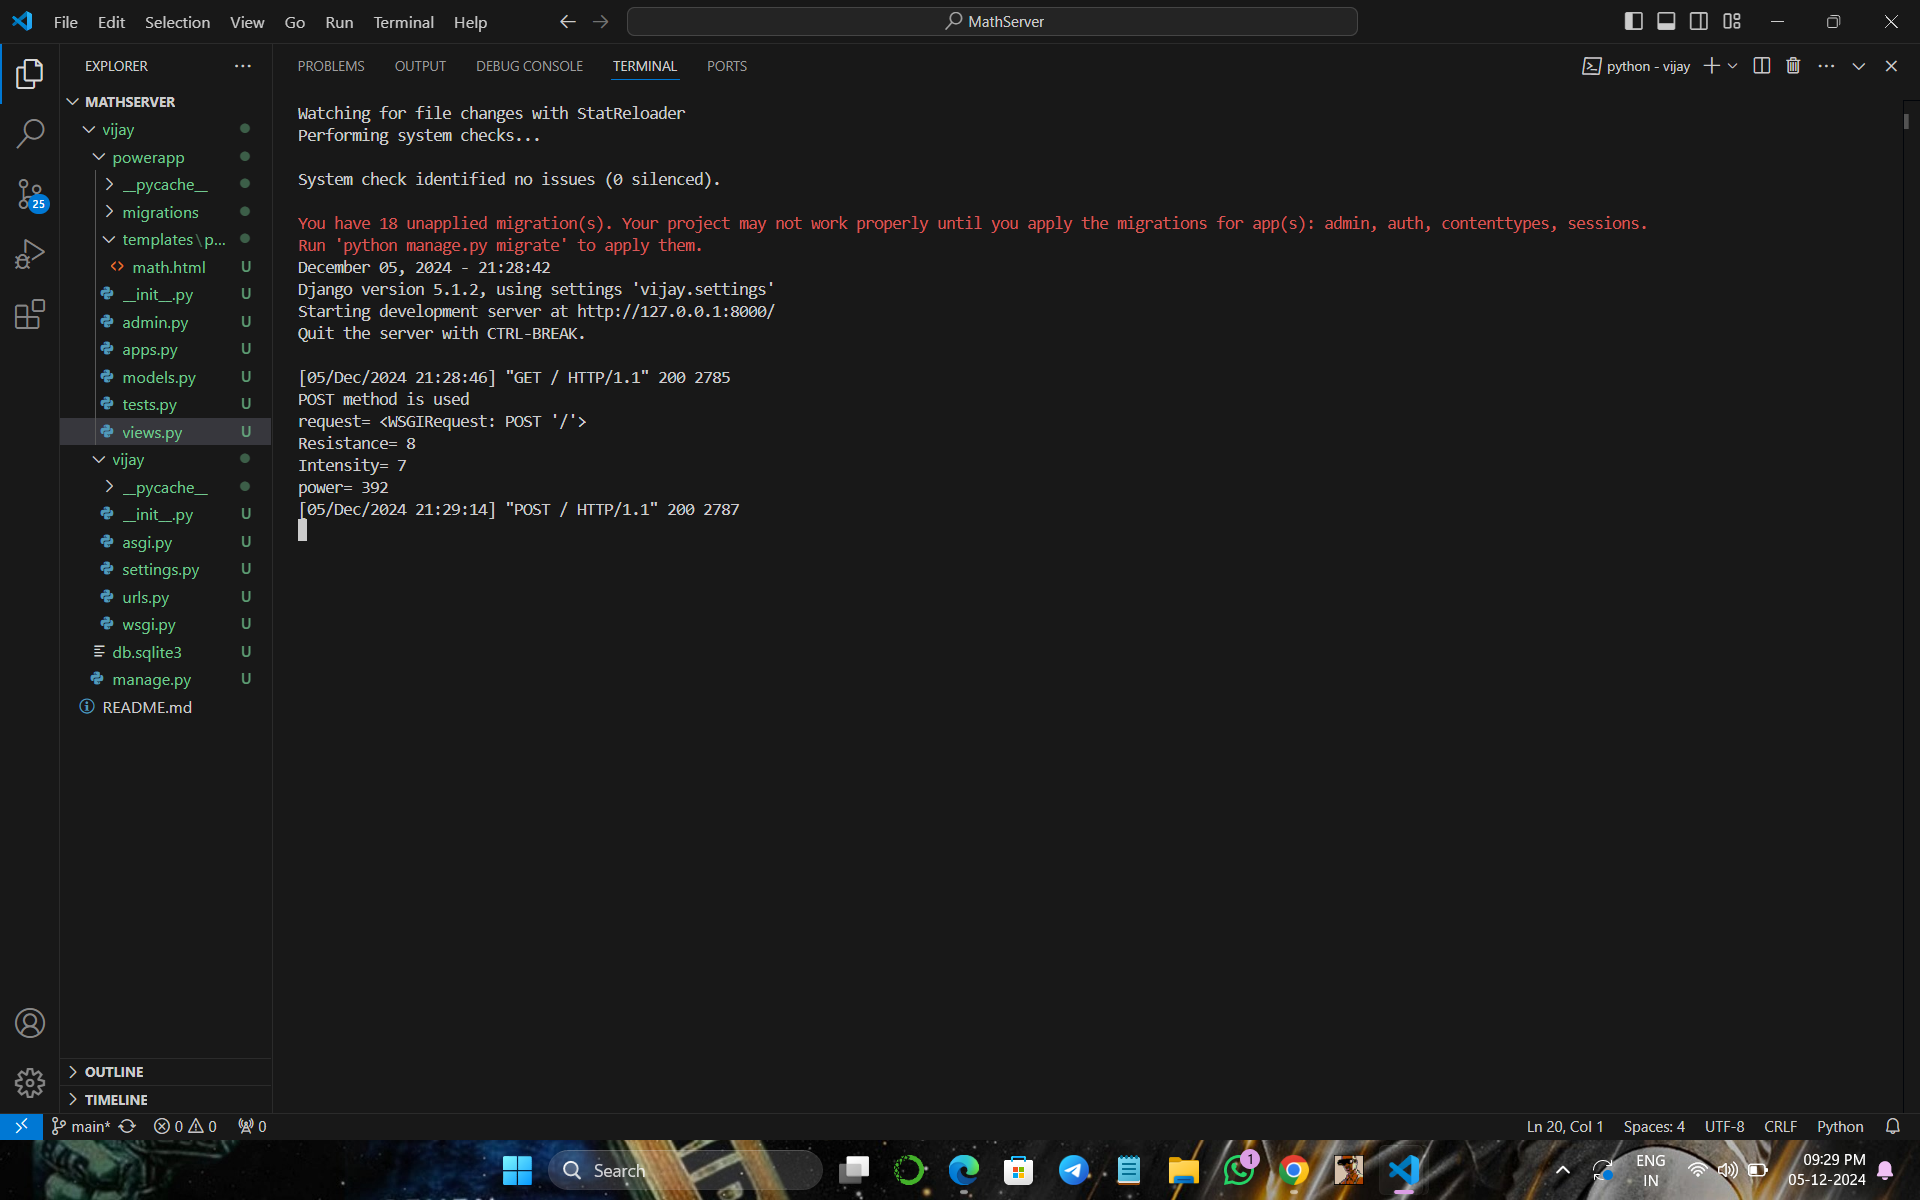 File Edit Selection View Go Run Terminal Help
MathServer
EXPLORER
PROBLEMS OUTPUT DEBUG CONSOLE TERMINAL PORTS
python - vijay
MATHSERVER
vijay
powerapp
__pycache__
migrations
templates\p...
math.html U
__init__.py U
admin.py U
apps.py U
models.py U
tests.py U
views.py U
vijay
__pycache__
__init__.py U
asgi.py U
settings.py U
urls.py U
wsgi.py U
db.sqlite3 U
manage.py U
README.md
25
Watching for file changes with StatReloader
Performing system checks...
System check identified no issues (0 silenced).
You have 18 unapplied migration(s). Your project may not work properly until you apply the migrations for app(s): admin, auth, contenttypes, sessions.
Run 'python manage.py migrate' to apply them.
December 05, 2024 - 21:28:42
Django version 5.1.2, using settings 'vijay.settings'
Starting development server at http://127.0.0.1:8000/
Quit the server with CTRL-BREAK.
[05/Dec/2024 21:28:46] "GET / HTTP/1.1" 200 2785
POST method is used
request= <WSGIRequest: POST '/'>
Resistance= 8
Intensity= 7
power= 392
[05/Dec/2024 21:29:14] "POST / HTTP/1.1" 200 2787
OUTLINE
TIMELINE
main* 0 0 0
Ln 20, Col 1 Spaces: 4 UTF-8 CRLF Python
Search
1
ENG
IN
09:29 PM
05-12-2024